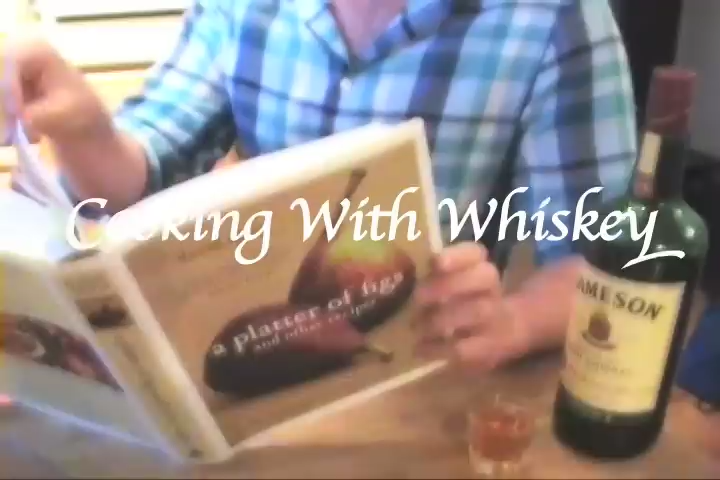 Cooking With Whiskey
a platter of figs
and other recipes
JAMESON